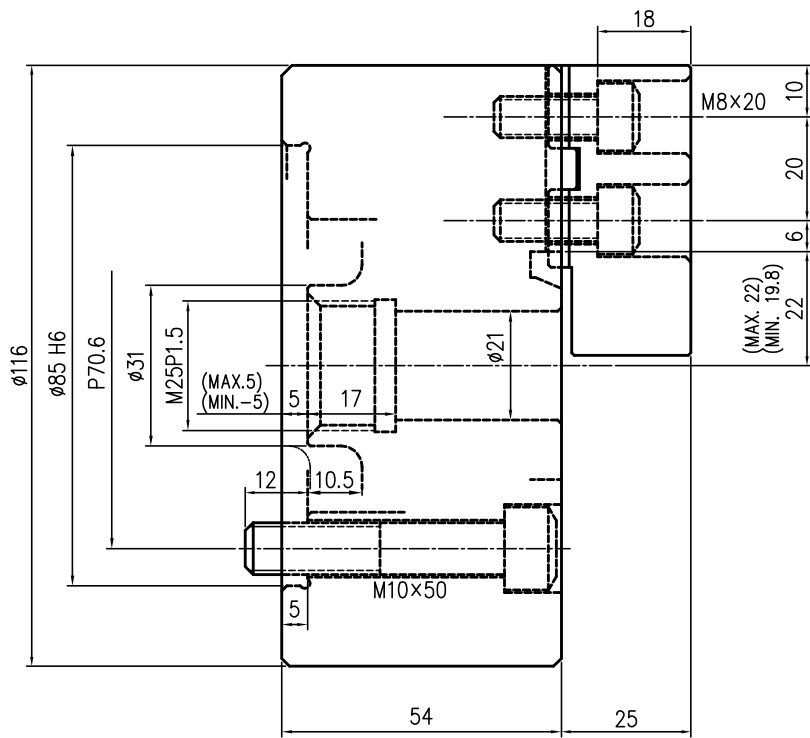 18
M8×20
10
20
6
(MAX. 22)
(MIN. 19.8)
22
ø116
ø85 H6
P70.6
ø31
M25P1.5
(MAX.5)
(MIN.-5)
5
17
ø21
12
10.5
M10×50
5
54
25